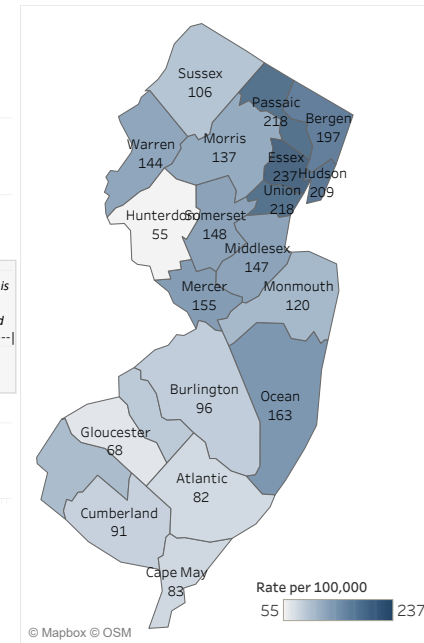 Sussex
106
Passaic
218
Bergen
197
Warren
144
Morris
137
Essex
237
Hudson
209
Union
218
Hunterdon
55
Somerset
148
Middlesex
147
Mercer
155
Monmouth
120
is
d
---|
Burlington
96
Ocean
163
Gloucester
68
Atlantic
82
Cumberland
91
Cape May
83
Rate per 100,000
55
237
© Mapbox © OSM